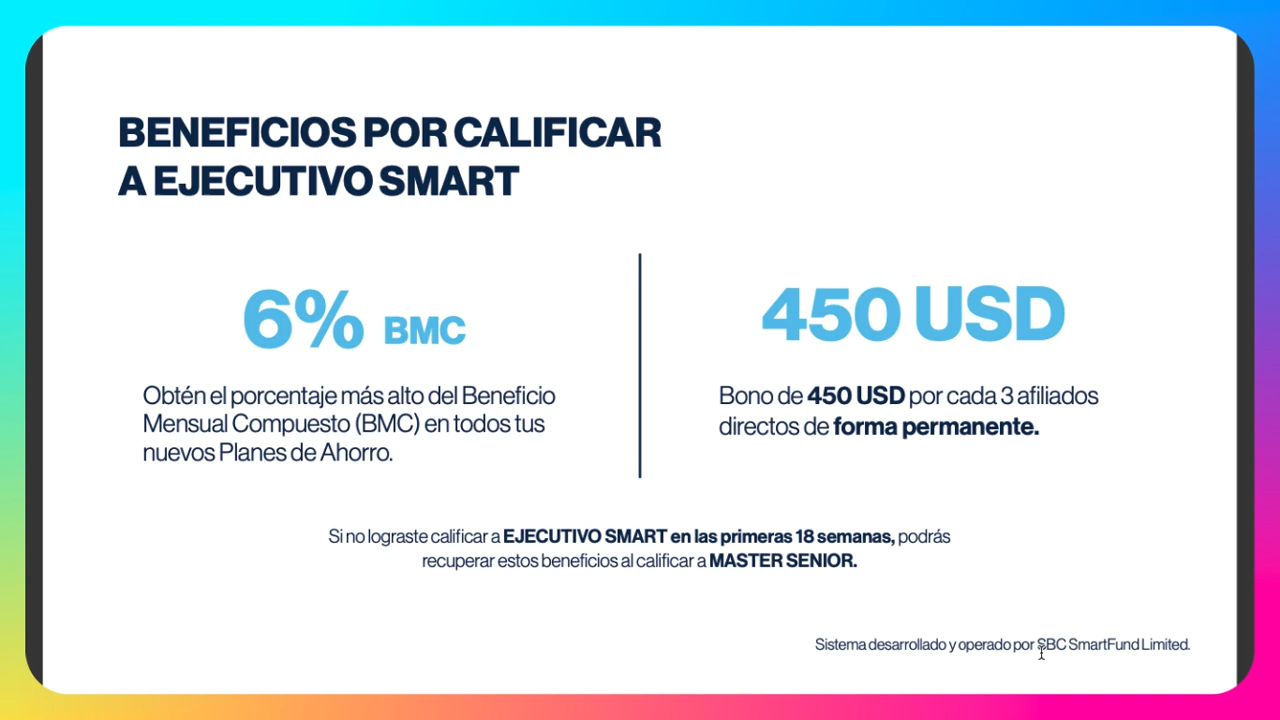 BENEFICIOS POR CALIFICAR
A EJECUTIVO SMART
6% BMC
Obtén el porcentaje más alto del Beneficio
Mensual Compuesto (BMC) en todos tus
nuevos Planes de Ahorro.
450 USD
Bono de 450 USD por cada 3 afiliados
directos de forma permanente.
Si no lograste calificar a EJECUTIVO SMART en las primeras 18 semanas, podrás
recuperar estos beneficios al calificar a MASTER SENIOR.
Sistema desarrollado y operado por SBC SmartFund Limited.